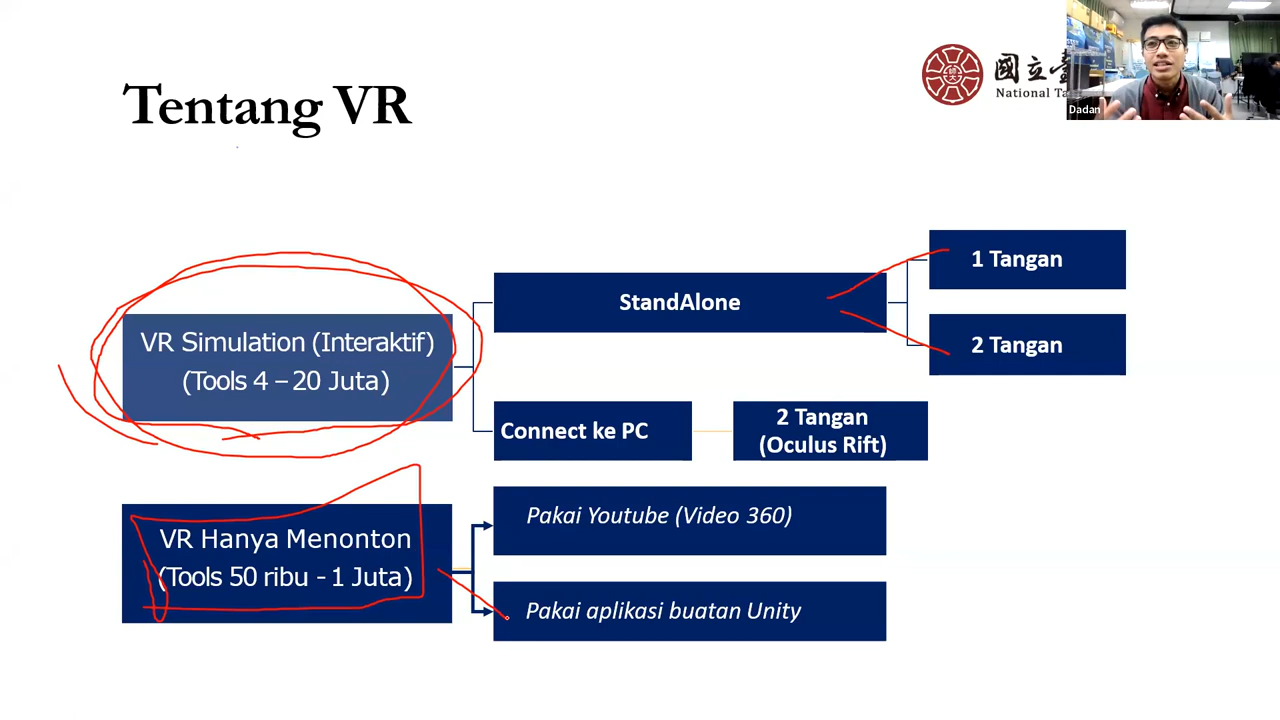 Tentang VR
國立臺
National Ta
Dadan
VR Simulation (Interaktif)
(Tools 4 – 20 Juta)
StandAlone
1 Tangan
2 Tangan
Connect ke PC
2 Tangan
(Oculus Rift)
VR Hanya Menonton
(Tools 50 ribu - 1 Juta)
Pakai Youtube (Video 360)
Pakai aplikasi buatan Unity